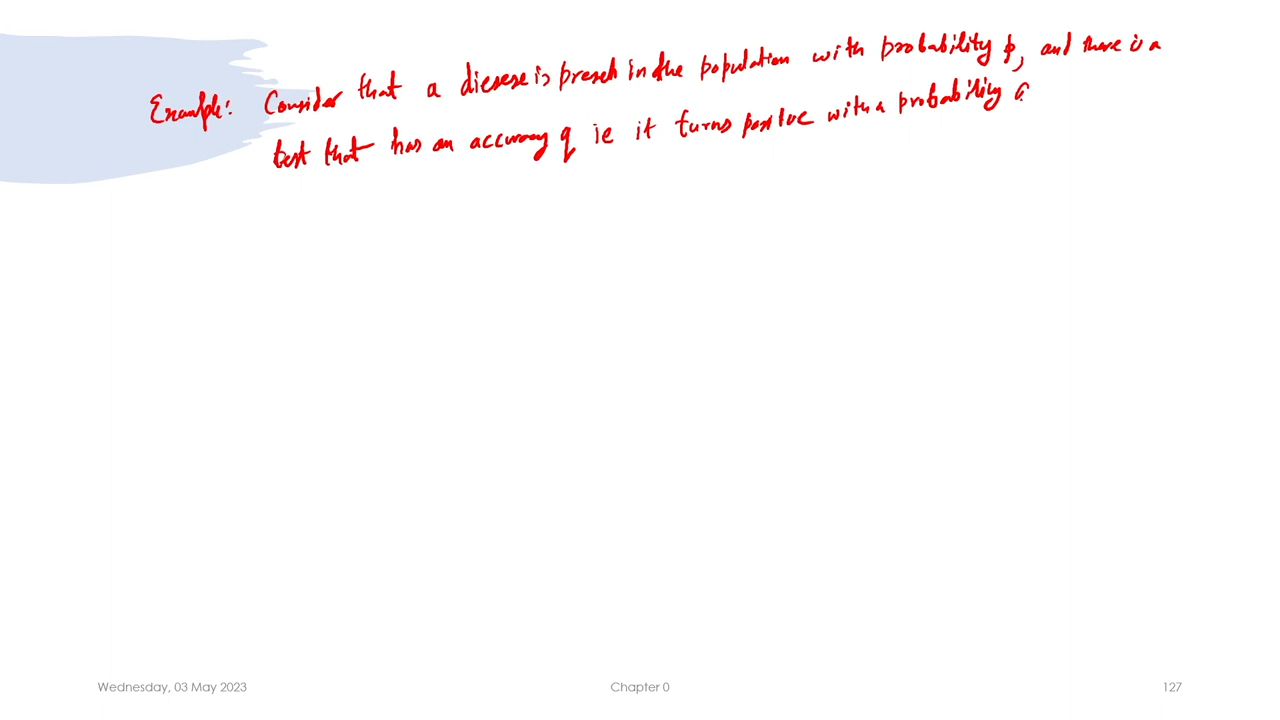 Example: Consider that a diesese is present in the population with probability p, and there is a
test that has an accuracy q ie it turns positive with a probability
Wednesday, 03 May 2023
Chapter 0
127